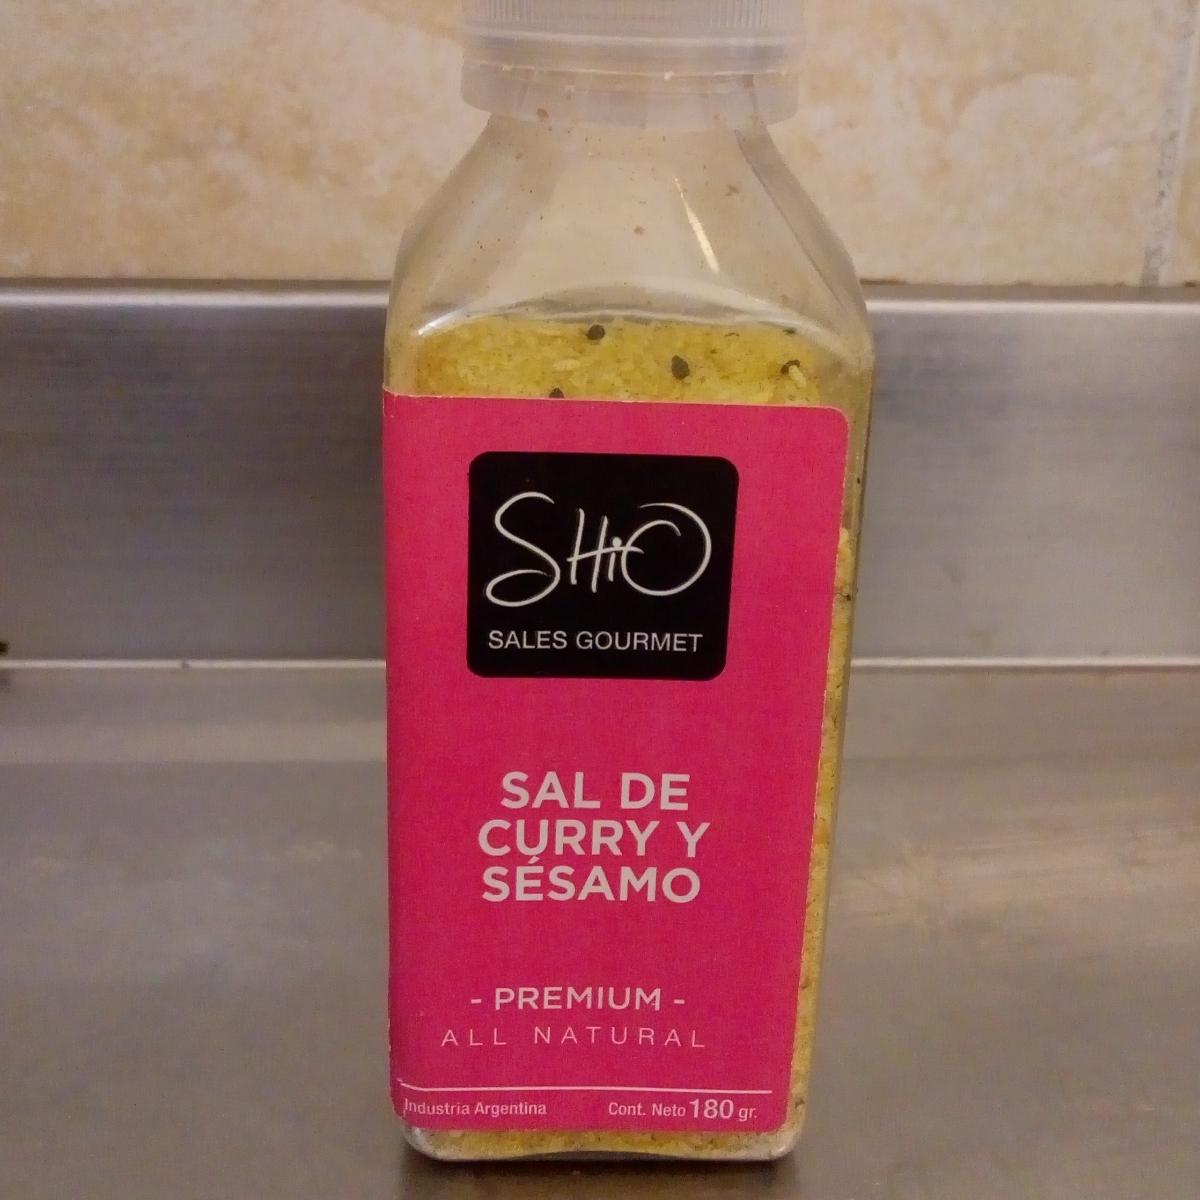 SHiO
SALES GOURMET
SAL DE
CURRY Y
SÉSAMO
- PREMIUM -
ALL NATURAL
Industria Argentina Cont. Neto 180 gr.